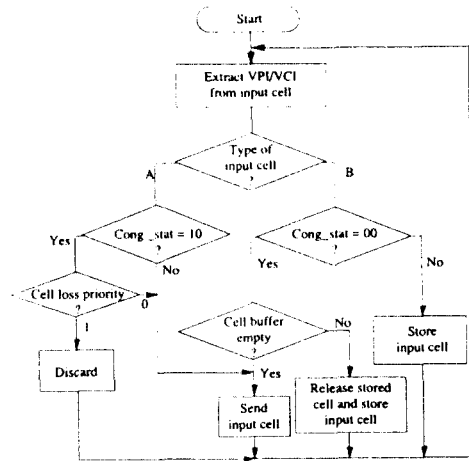 Start
Extract VPI/VCI
from input cell
Type of
input cell
?
A
B
Cong_stat = 10
?
Cong_stat = 00
?
Yes
No
Yes
No
Cell loss priority
?
0
1
Cell buffer
empty
?
No
Yes
Store
input cell
Discard
Send
input cell
Release stored
cell and store
input cell